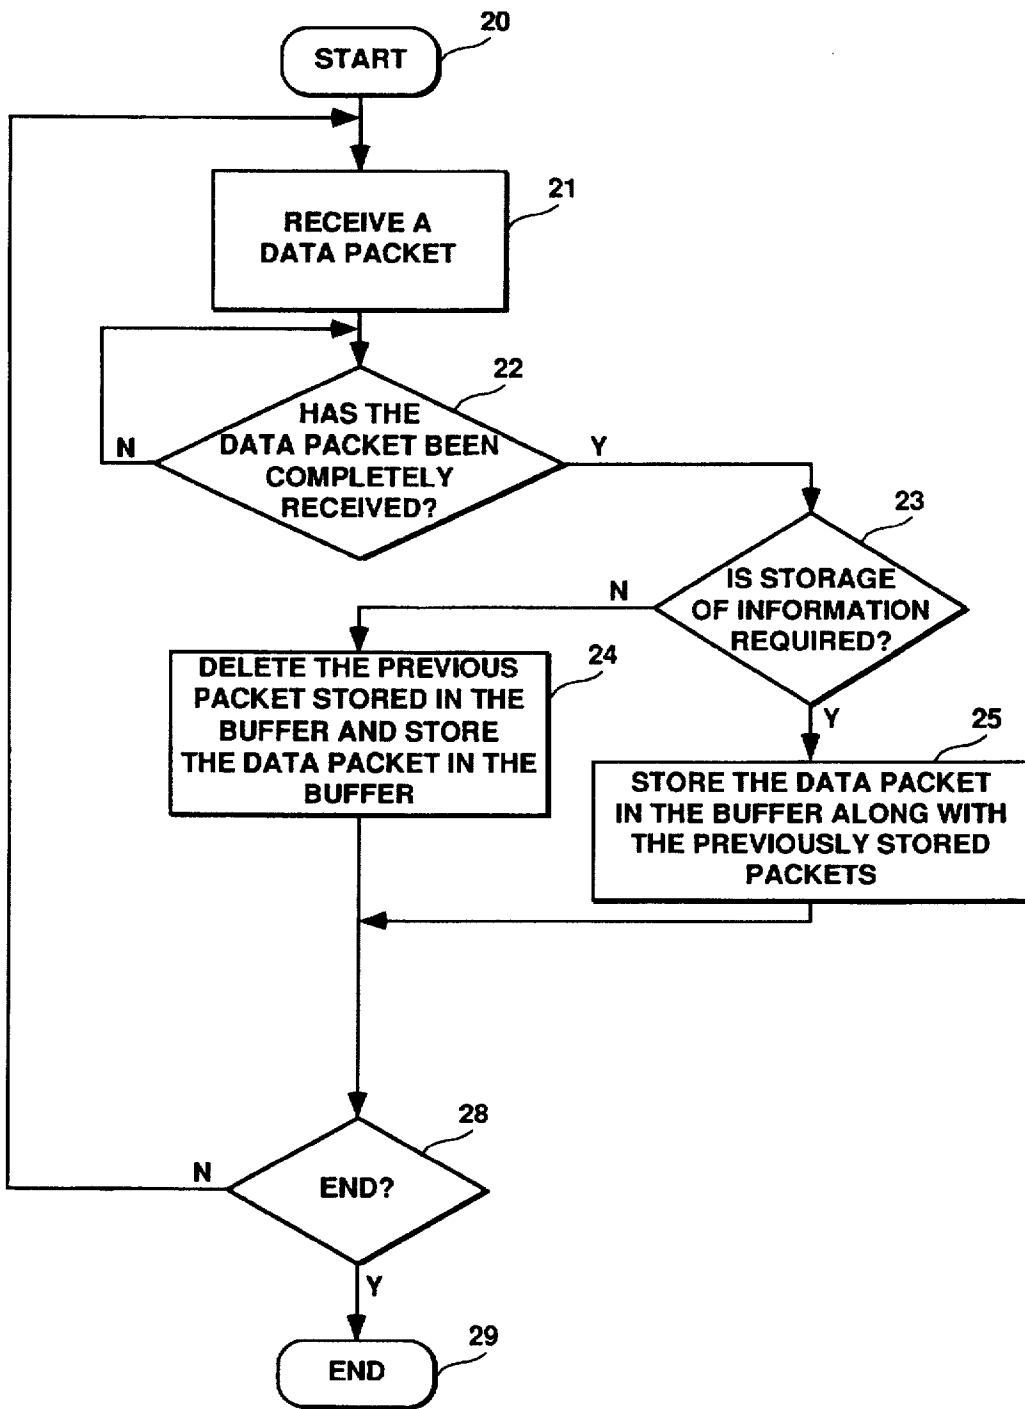 20
START
21
RECEIVE A
DATA PACKET
22
HAS THE
DATA PACKET BEEN
COMPLETELY
RECEIVED?
N
Y
23
IS STORAGE
OF INFORMATION
REQUIRED?
N
Y
24
DELETE THE PREVIOUS
PACKET STORED IN THE
BUFFER AND STORE
THE DATA PACKET IN THE
BUFFER
25
STORE THE DATA PACKET
IN THE BUFFER ALONG WITH
THE PREVIOUSLY STORED
PACKETS
28
END?
N
Y
29
END